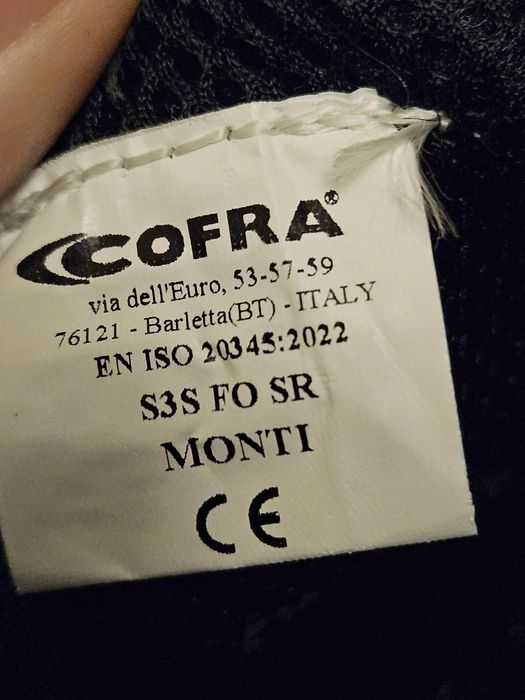 COFRA®
via dell'Euro, 53-57-59
76121 - Barletta(BT) - ITALY
EN ISO 20345:2022
S3S FO SR
MONTI
CE